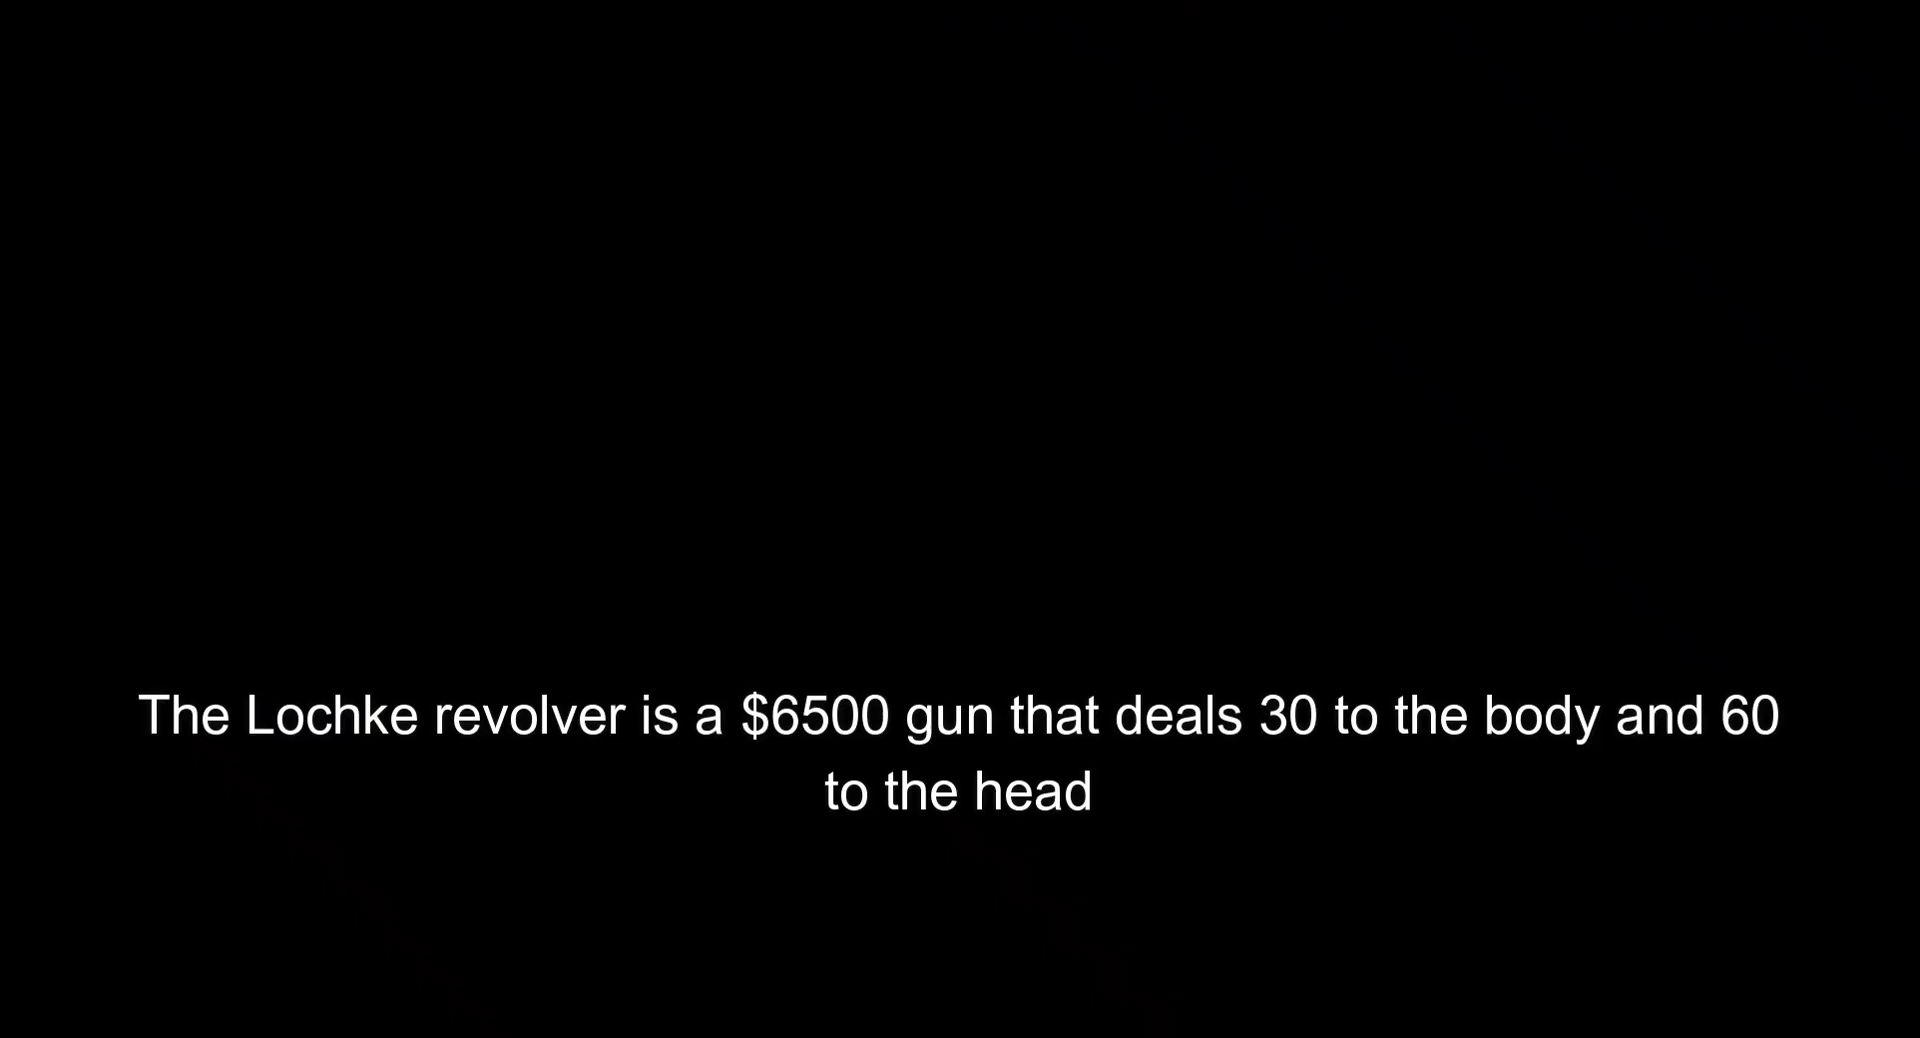 The Lochke revolver is a $6500 gun that deals 30 to the body and 60
to the head